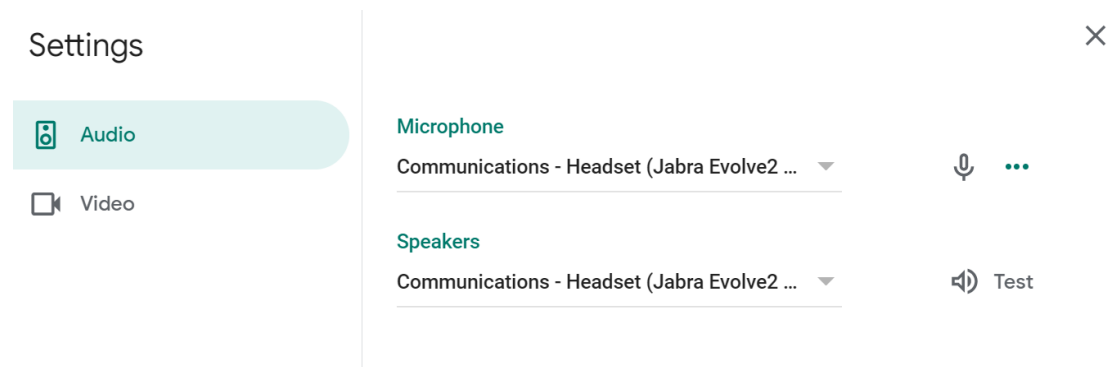 Settings
Audio
Video
Microphone
Communications - Headset (Jabra Evolve2 ...
Speakers
Communications - Headset (Jabra Evolve2 ...
Test